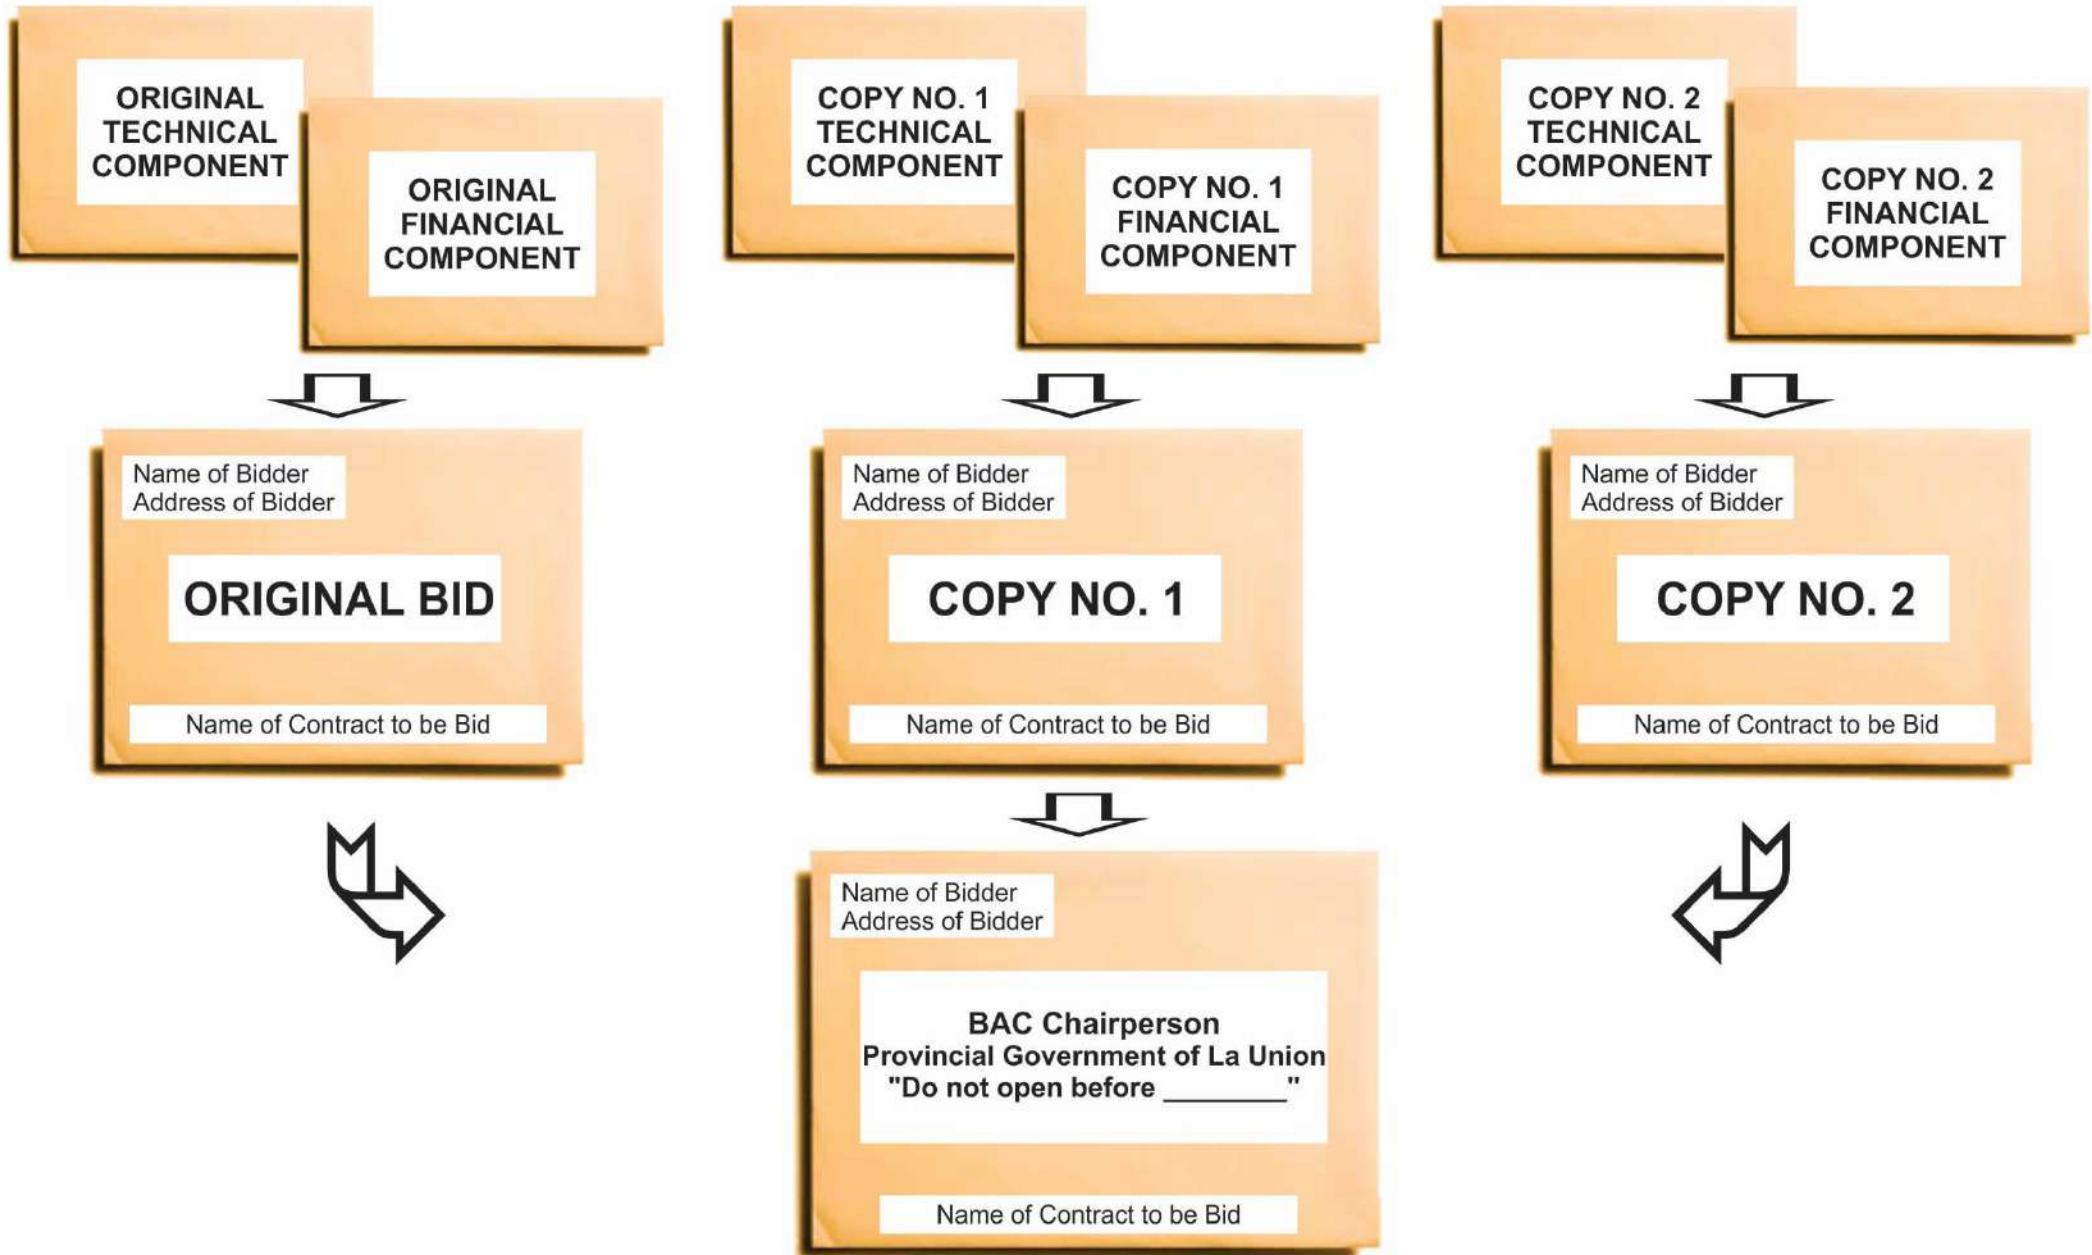 ORIGINAL
TECHNICAL
COMPONENT
ORIGINAL
FINANCIAL
COMPONENT
COPY NO. 1
TECHNICAL
COMPONENT
COPY NO. 1
FINANCIAL
COMPONENT
COPY NO. 2
TECHNICAL
COMPONENT
COPY NO. 2
FINANCIAL
COMPONENT
Name of Bidder
Address of Bidder
ORIGINAL BID
Name of Contract to be Bid
Name of Bidder
Address of Bidder
COPY NO. 1
Name of Contract to be Bid
Name of Bidder
Address of Bidder
COPY NO. 2
Name of Contract to be Bid
Name of Bidder
Address of Bidder
BAC Chairperson
Provincial Government of La Union
"Do not open before ________"
Name of Contract to be Bid